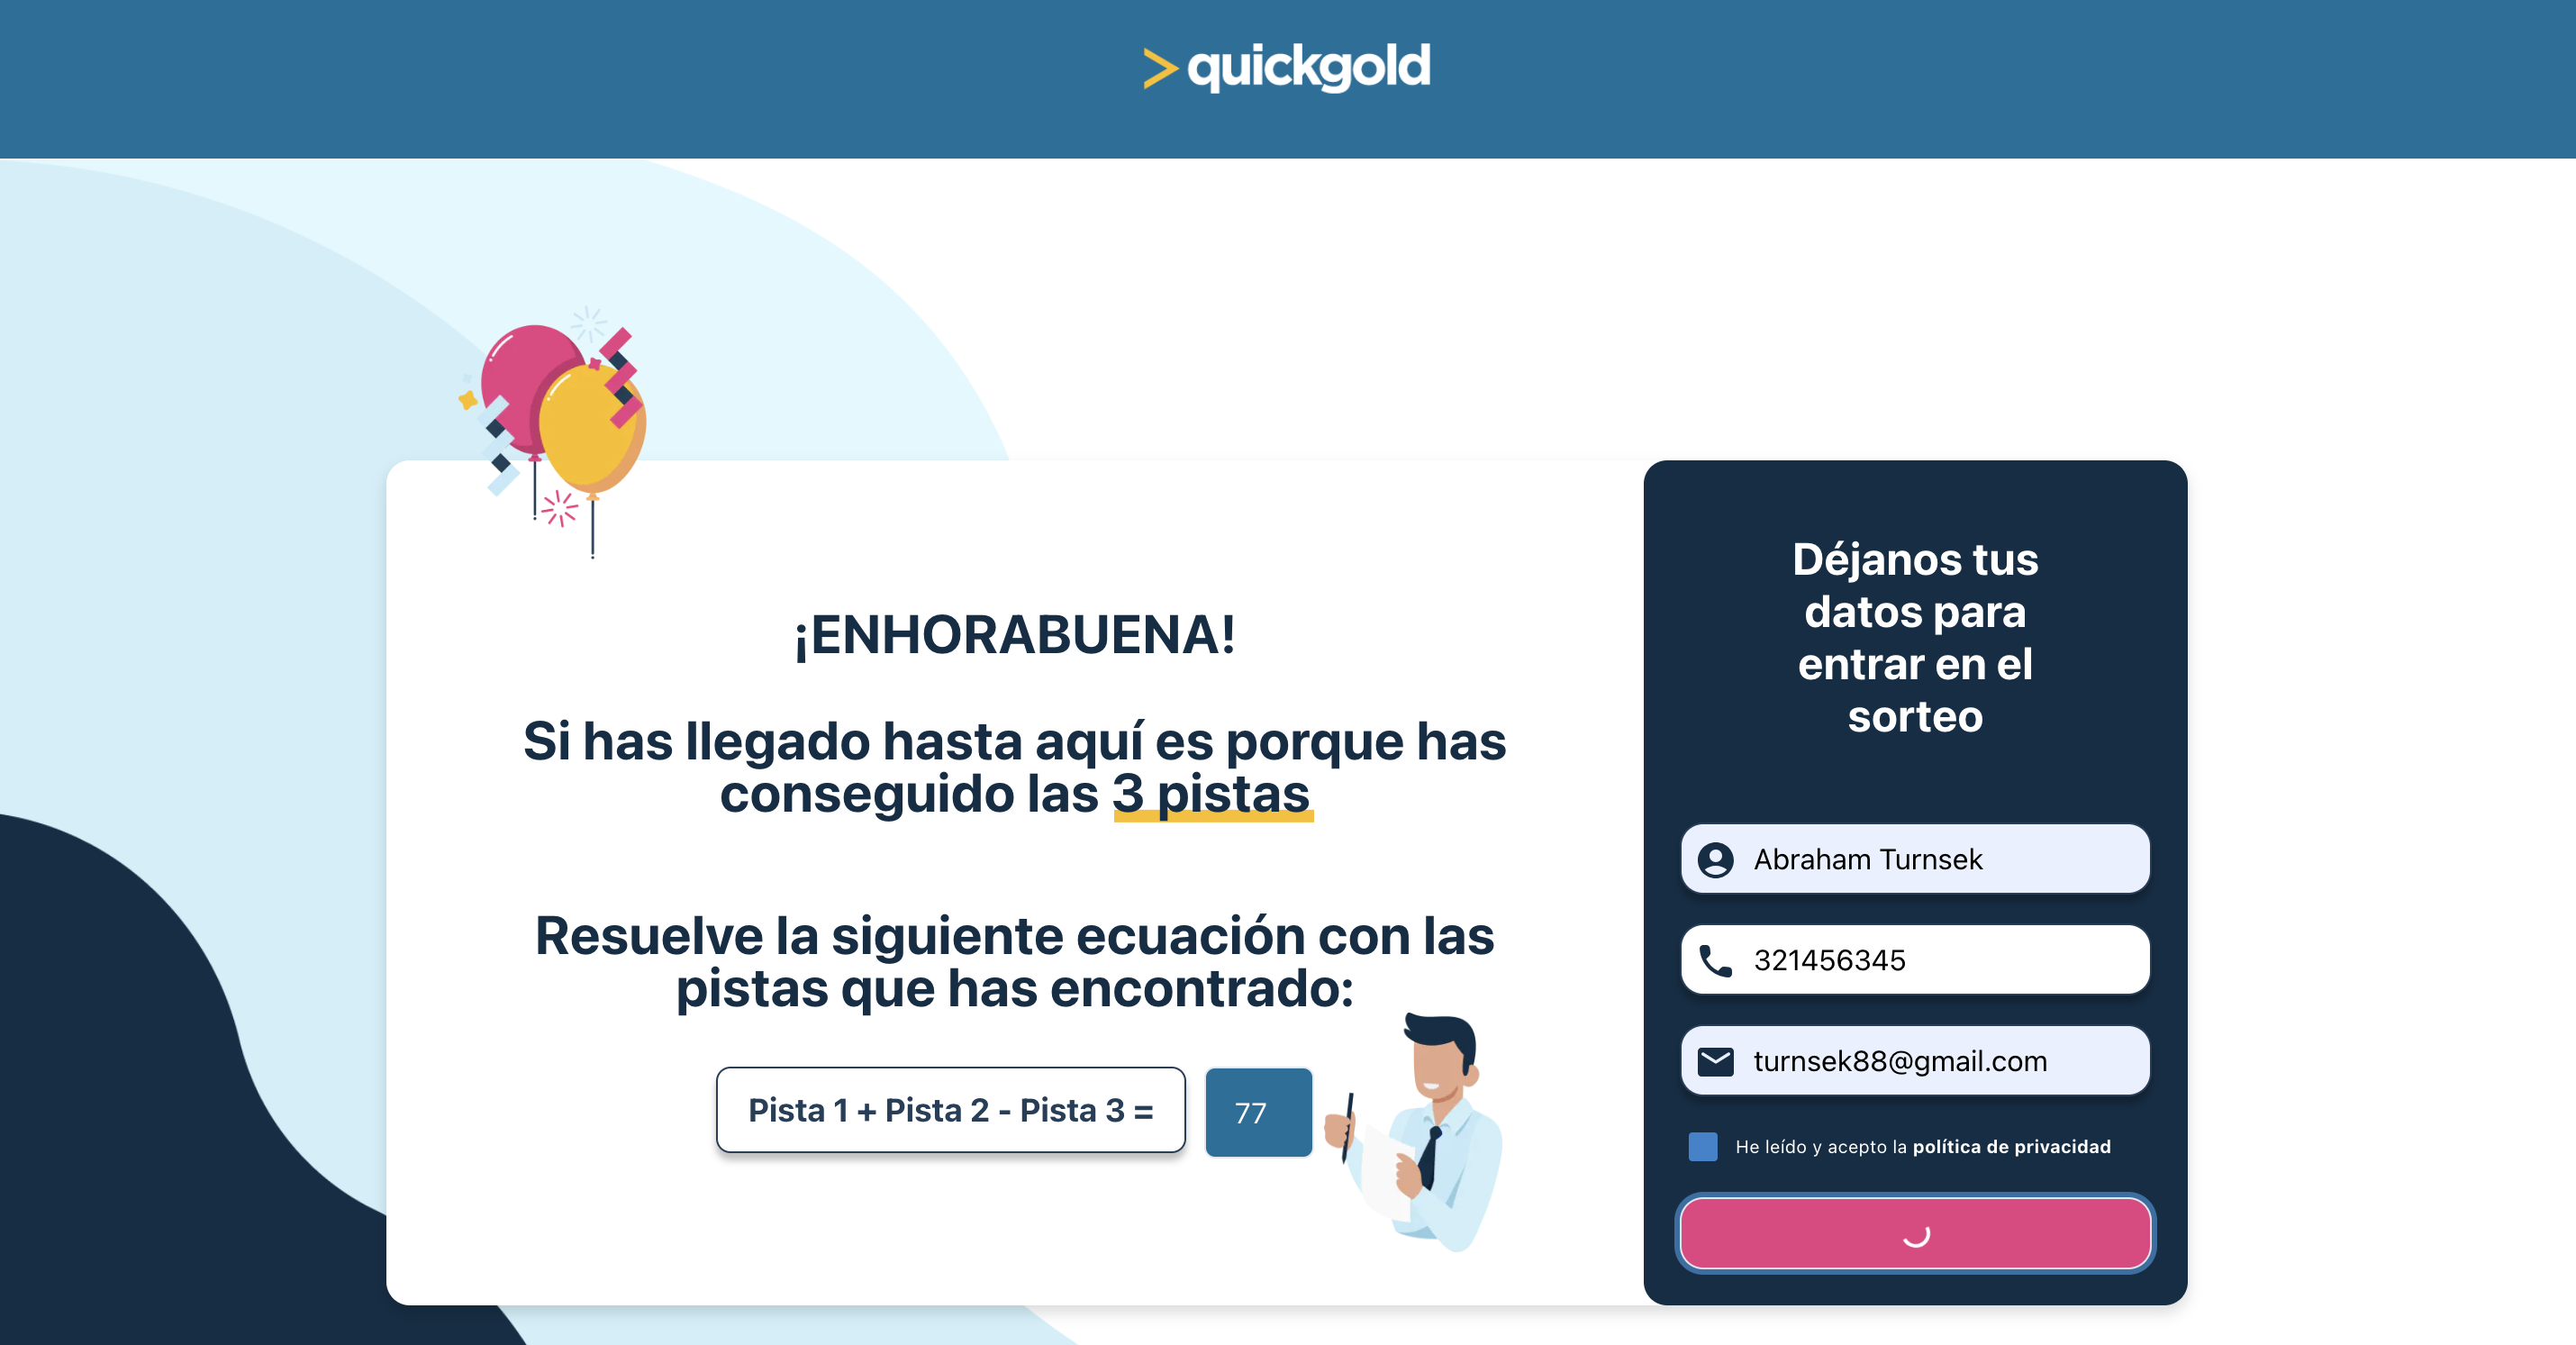 quickgold
¡ENHORABUENA!
Si has llegado hasta aquí es porque has
conseguido las 3 pistas
Resuelve la siguiente ecuación con las
pistas que has encontrado:
Pista 1 + Pista 2 - Pista 3 =
77
Déjanos tus
datos para
entrar en el
sorteo
Abraham Turnsek
321456345
turnsek88@gmail.com
He leído y acepto la política de privacidad